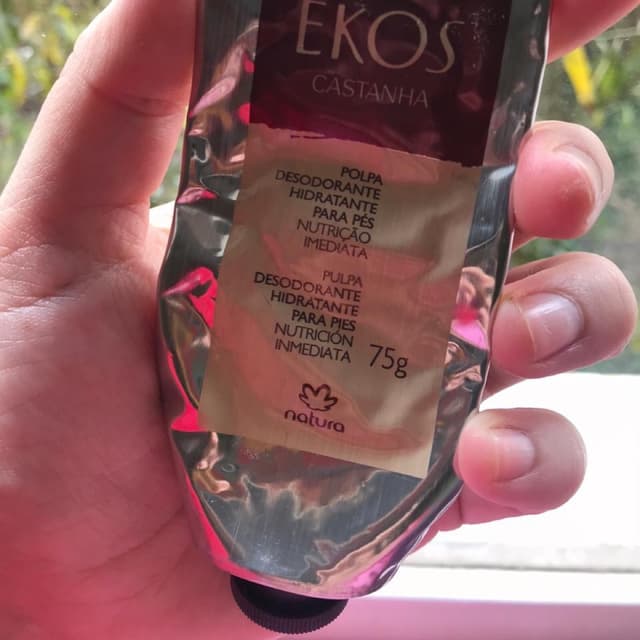 EKOS
CASTANHA
POLPA
DESODORANTE
HIDRATANTE
PARA PÉS
NUTRIÇÃO
IMEDIATA
PULPA
DESODORANTE
HIDRATANTE
PARA PIES
NUTRICIÓN
INMEDIATA
75g
natura